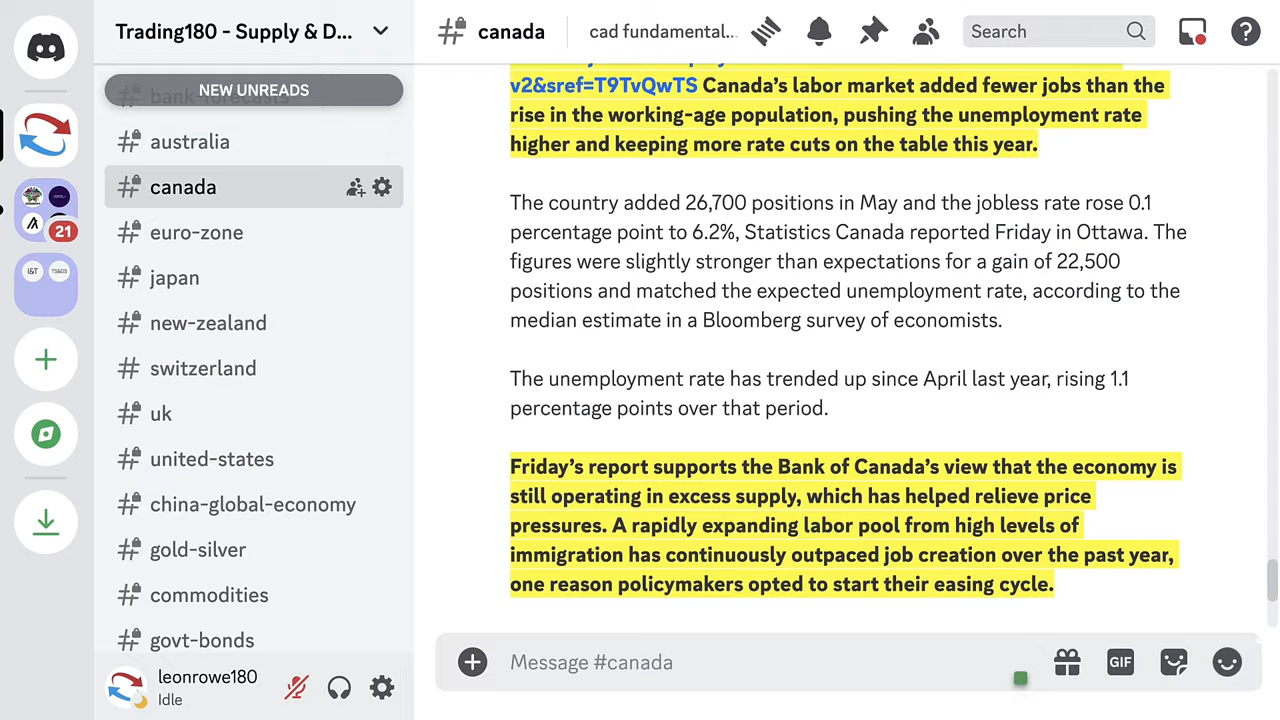 Trading180 - Supply & D...
NEW UNREADS
bank-forecasts
australia
canada
euro-zone
japan
new-zealand
switzerland
uk
united-states
china-global-economy
gold-silver
commodities
govt-bonds
leonrowe180
Idle
21
I&T
TS&OS
canada
cad fundamental...
Search
v2&sref=T9TvQwTS Canada’s labor market added fewer jobs than the
rise in the working-age population, pushing the unemployment rate
higher and keeping more rate cuts on the table this year.
The country added 26,700 positions in May and the jobless rate rose 0.1
percentage point to 6.2%, Statistics Canada reported Friday in Ottawa. The
figures were slightly stronger than expectations for a gain of 22,500
positions and matched the expected unemployment rate, according to the
median estimate in a Bloomberg survey of economists.
The unemployment rate has trended up since April last year, rising 1.1
percentage points over that period.
Friday’s report supports the Bank of Canada’s view that the economy is
still operating in excess supply, which has helped relieve price
pressures. A rapidly expanding labor pool from high levels of
immigration has continuously outpaced job creation over the past year,
one reason policymakers opted to start their easing cycle.
Message #canada
GIF